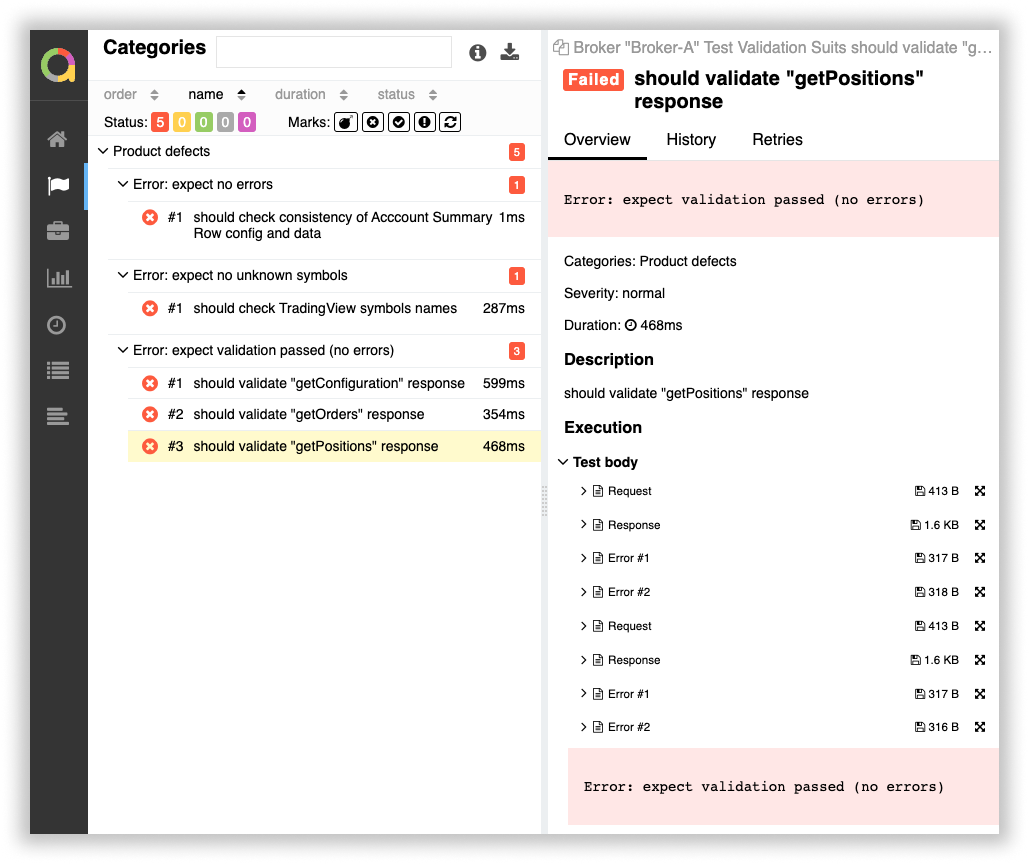 Categories
order name duration status
Status: 5 0 0 0 0 Marks:
Product defects 5
Error: expect no errors 1
#1 should check consistency of Acccount Summary 1ms
Row config and data
Error: expect no unknown symbols 1
#1 should check TradingView symbols names 287ms
Error: expect validation passed (no errors) 3
#1 should validate "getConfiguration" response 599ms
#2 should validate "getOrders" response 354ms
#3 should validate "getPositions" response 468ms
Broker "Broker-A" Test Validation Suits should validate "g...
Failed should validate "getPositions"
response
Overview History Retries
Error: expect validation passed (no errors)
Categories: Product defects
Severity: normal
Duration: 468ms
Description
should validate "getPositions" response
Execution
Test body
Request 413 B
Response 1.6 KB
Error #1 317 B
Error #2 318 B
Request 413 B
Response 1.6 KB
Error #1 317 B
Error #2 316 B
Error: expect validation passed (no errors)